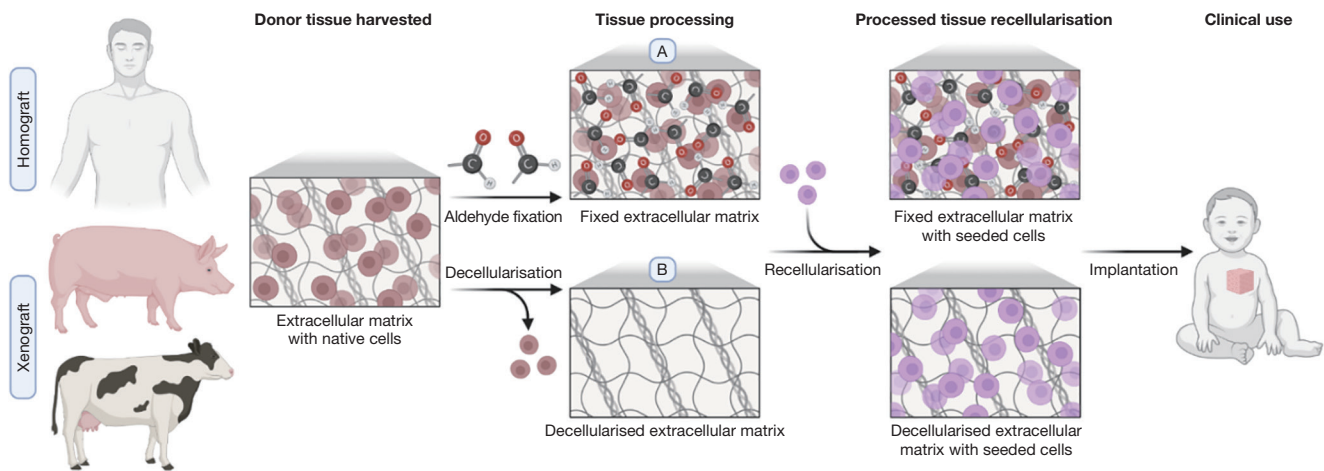 Donor tissue harvested
Tissue processing
Processed tissue recellularisation
Clinical use
Homograft
Xenograft
Extracellular matrix
with native cells
Aldehyde fixation
Decellularisation
O
O
C
C
H
H
A
Fixed extracellular matrix
B
Decellularised extracellular matrix
Recellularisation
Fixed extracellular matrix
with seeded cells
Decellularised extracellular
matrix with seeded cells
Implantation